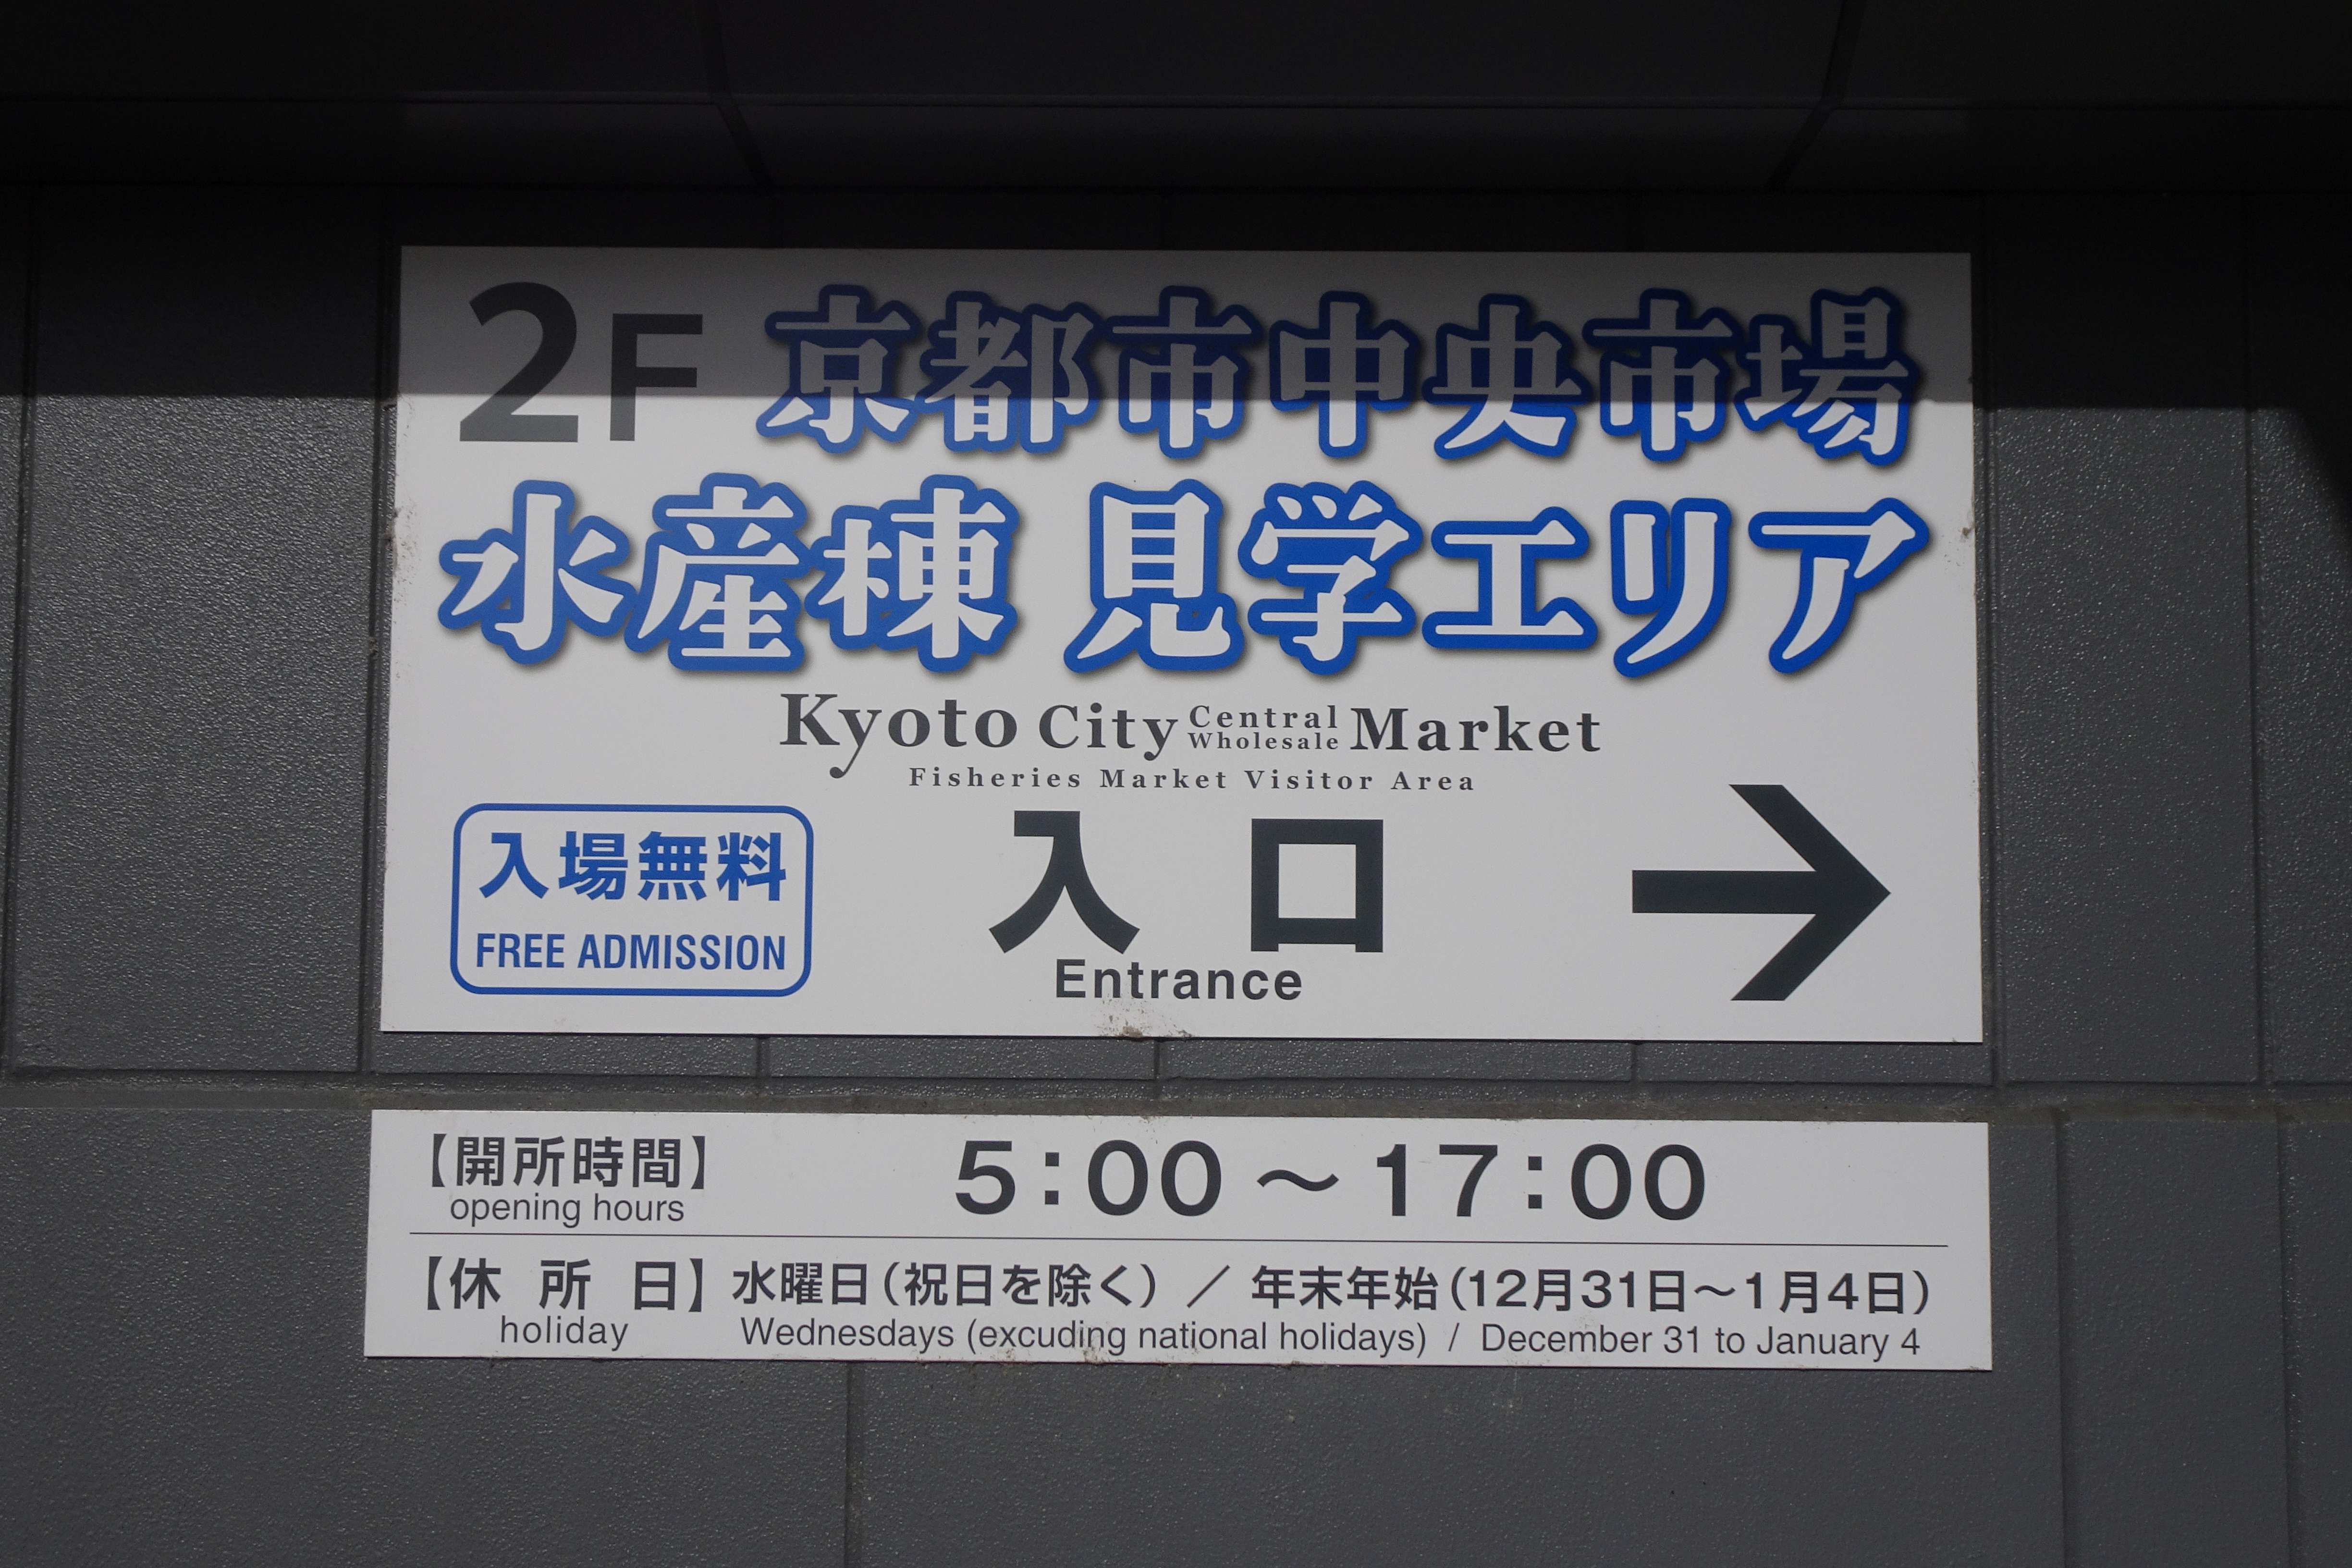 2F 京都市中央市場
水産棟 見学エリア
Kyoto City Central Wholesale Market
Fisheries Market Visitor Area
入場無料
FREE ADMISSION
入口
Entrance
→
【開所時間】 5:00～17:00
opening hours
【休所日】 水曜日(祝日を除く) / 年末年始(12月31日～1月4日)
holiday Wednesdays (excuding national holidays) / December 31 to January 4